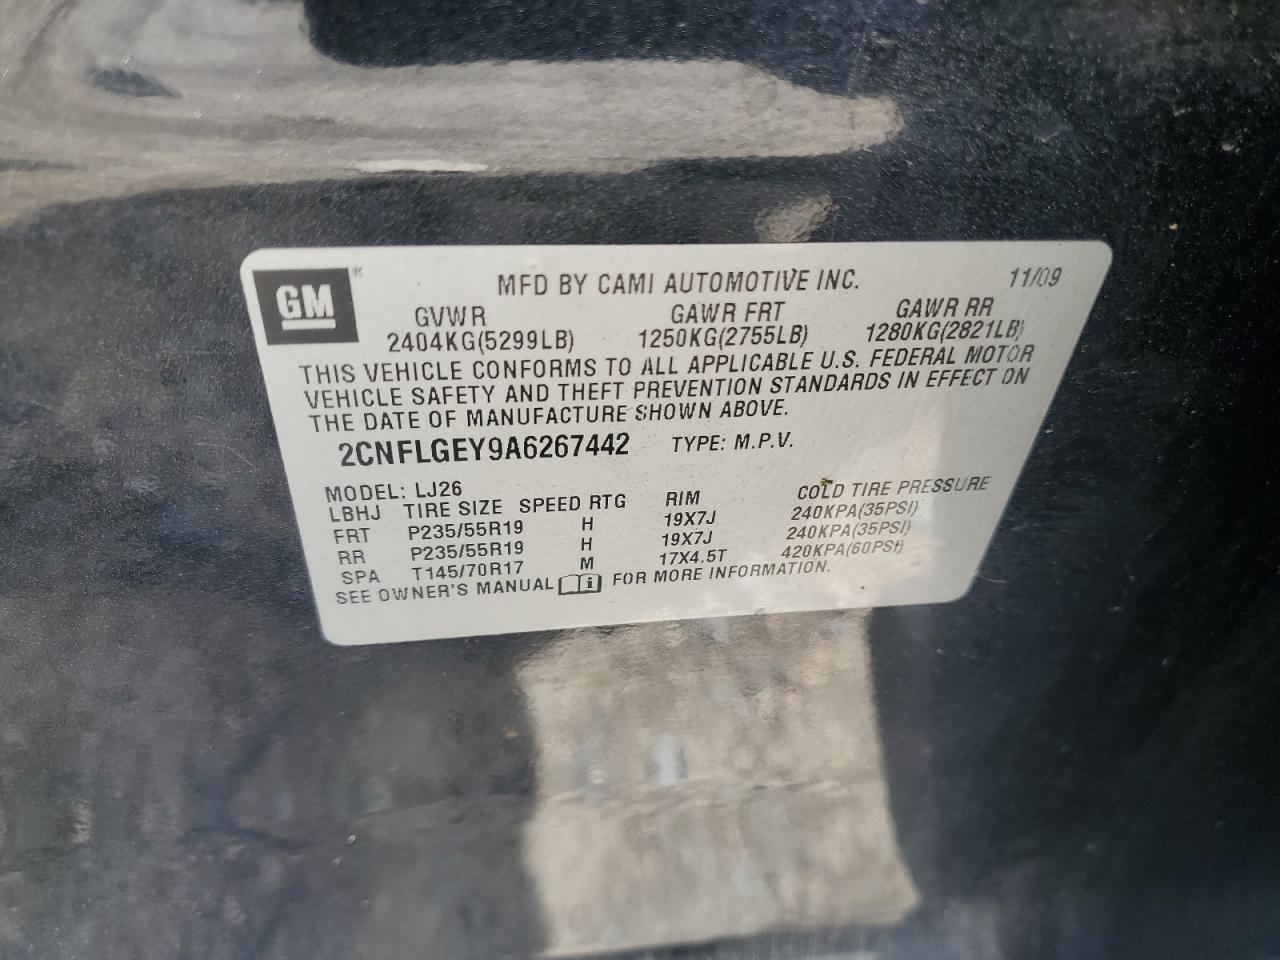 GM®
MFD BY CAMI AUTOMOTIVE INC. 11/09
GVWR GAWR FRT GAWR RR
2404KG(5299LB) 1250KG(2755LB) 1280KG(2821LB)
THIS VEHICLE CONFORMS TO ALL APPLICABLE U.S. FEDERAL MOTOR
VEHICLE SAFETY AND THEFT PREVENTION STANDARDS IN EFFECT ON
THE DATE OF MANUFACTURE SHOWN ABOVE.
2CNFLGEY9A6267442 TYPE: M.P.V.
MODEL: LJ26
LBHJ TIRE SIZE SPEED RTG RIM COLD TIRE PRESSURE
FRT P235/55R19 H 19X7J 240KPA(35PSI)
RR P235/55R19 H 19X7J 240KPA(35PSI)
SPA T145/70R17 M 17X4.5T 420KPA(60PSI)
SEE OWNER'S MANUAL FOR MORE INFORMATION.